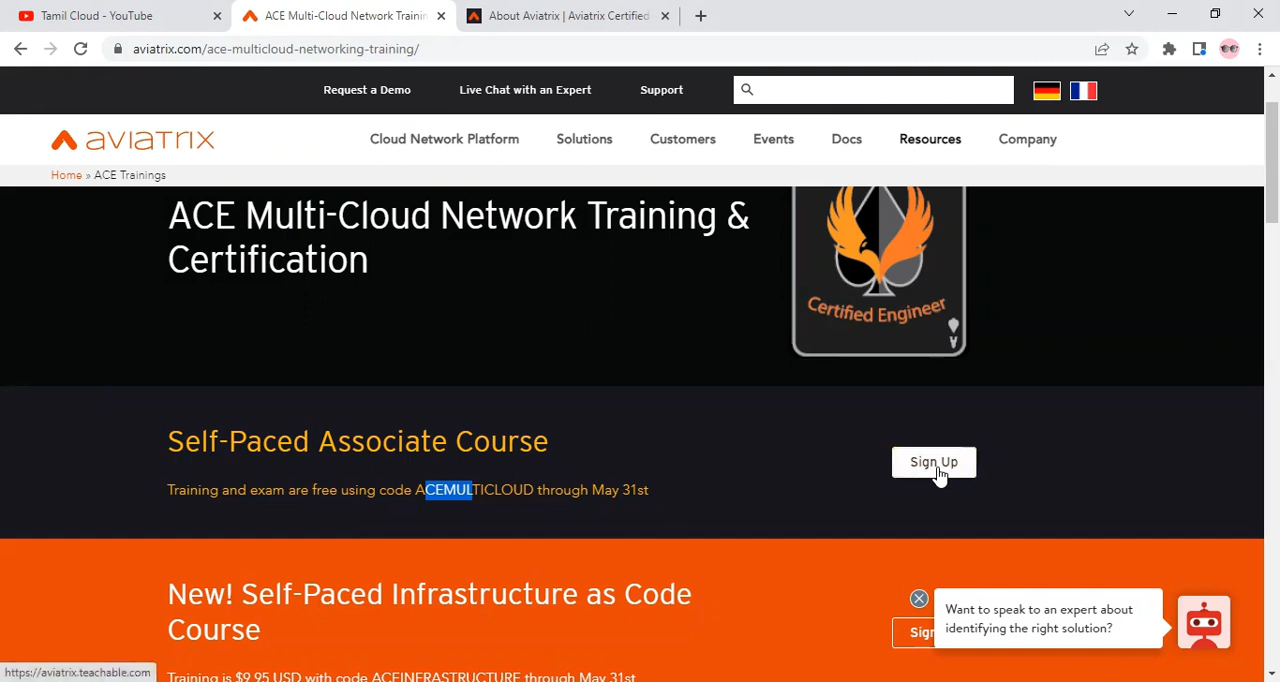 Tamil Cloud - YouTube
ACE Multi-Cloud Network Trainin
About Aviatrix | Aviatrix Certified
aviatrix.com/ace-multicloud-networking-training/
Request a Demo
Live Chat with an Expert
Support
aviatrix
Cloud Network Platform
Solutions
Customers
Events
Docs
Resources
Company
Home » ACE Trainings
ACE Multi-Cloud Network Training &
Certification
Certified Engineer
Self-Paced Associate Course
Sign Up
Training and exam are free using code ACEMULTICLOUD through May 31st
New! Self-Paced Infrastructure as Code
Course
Sign
Want to speak to an expert about
identifying the right solution?
Training is $9.95 USD with code ACEINFRASTRUCTURE through May 31st
https://aviatrix.teachable.com